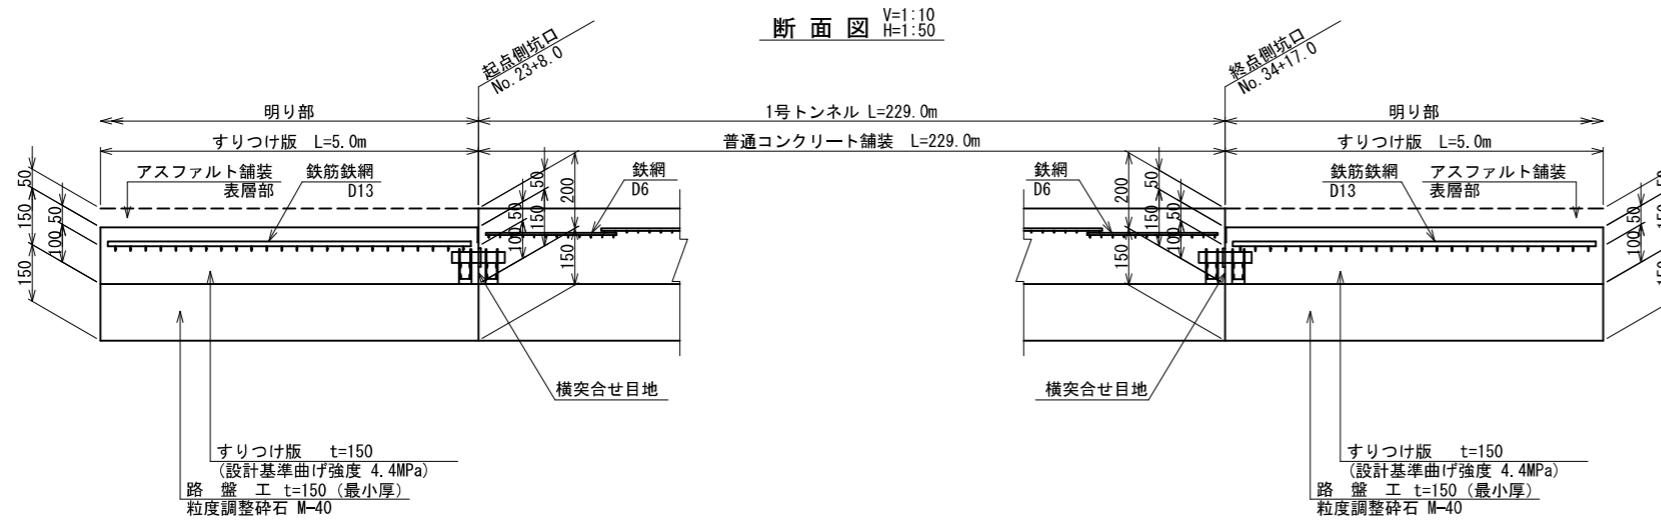 断 面 図 V=1:10
H=1:50
起点側坑口
No.23+8.0
終点側坑口
No.34+17.0
明り部
1号トンネル L=229.0m
明り部
すりつけ版 L=5.0m
普通コンクリート舗装 L=229.0m
すりつけ版 L=5.0m
アスファルト舗装
表層部
鉄筋鉄網
D13
鉄網
D6
鉄網
D6
鉄筋鉄網
D13
アスファルト舗装
表層部
50
150
150
50
100
50
100
50
150
200
150
200
150
50
150
50
100
50
100
50
150
150
横突合せ目地
横突合せ目地
すりつけ版 t=150
(設計基準曲げ強度 4.4MPa)
路 盤 工 t=150 (最小厚)
粒度調整砕石 M-40
すりつけ版 t=150
(設計基準曲げ強度 4.4MPa)
路 盤 工 t=150 (最小厚)
粒度調整砕石 M-40